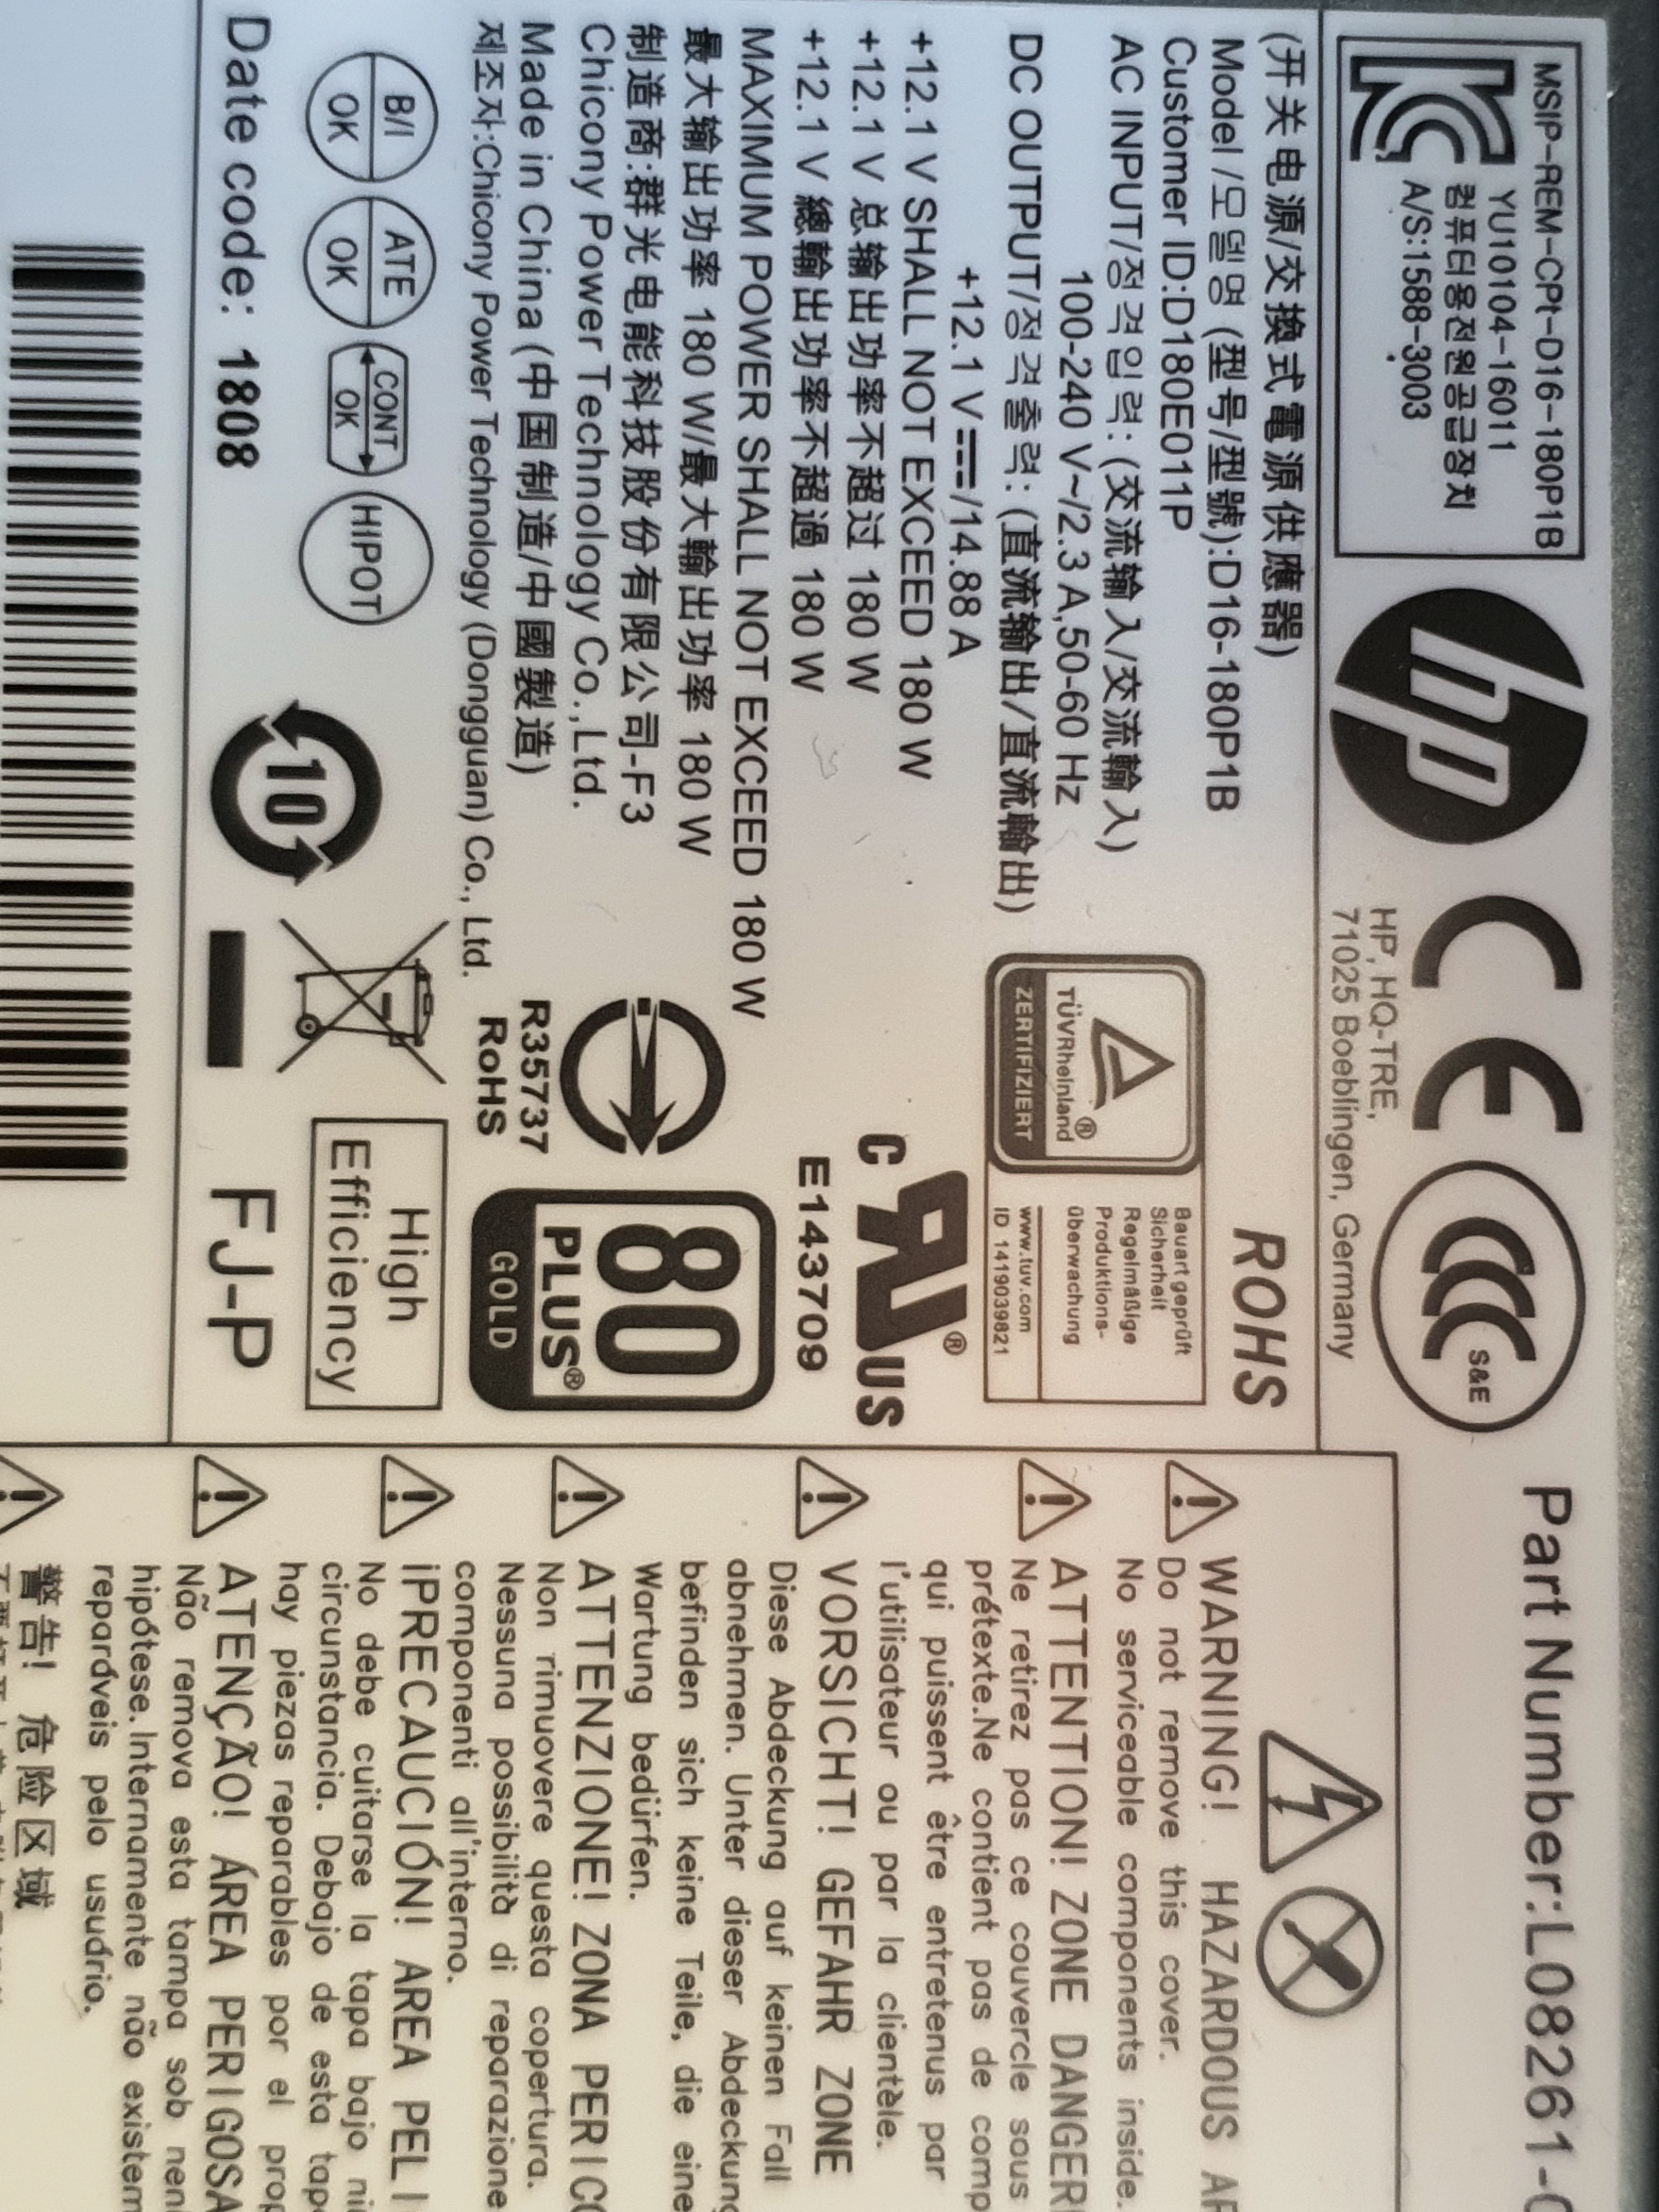 MSIP-REM-CPt-D16-180P1B
YU10104-16011
컴퓨터용전원공급장치
A/S:1588-3003
hp
CE
HP, HQ-TRE,
71025 Boeblingen, Germany
CCC
S&E
Part Number:L08261-
(开关电源/交換式電源供應器)
Model /모델명 (型号/型號):D16-180P1B
Customer ID:D180E011P
AC INPUT/정격입력: (交流输入/交流輸入)
100-240 V~/2.3 A,50-60 Hz
DC OUTPUT/정격출력: (直流输出/直流輸出)
+12.1 V⎓/14.88 A
+12.1 V SHALL NOT EXCEED 180 W
+12.1 V 总输出功率不超过 180 W
+12.1 V 總輸出功率不超過 180 W
MAXIMUM POWER SHALL NOT EXCEED 180 W
最大输出功率 180 W/最大輸出功率 180 W
制造商:群光电能科技股份有限公司-F3
Chicony Power Technology Co.,Ltd.
Made in China (中国制造/中國製造)
제조자:Chicony Power Technology (Dongguan) Co., Ltd.
ROHS
TÜVRheinland®
ZERTIFIZIERT
Bauart geprüft
Sicherheit
Regelmäßige
Produktions-
überwachung
www.tuv.com
ID 1419039821
C RU US ®
E143709
R35737
RoHS
80
PLUS®
GOLD
B/I
OK
ATE
OK
CONT
OK
HIPOT
High
Efficiency
Date code: 1808
10
FJ-P
WARNING! HAZARDOUS
Do not remove this cover.
No serviceable components inside.
ATTENTION! ZONE
Ne retirez pas ce couvercle sous
prétexte.Ne contient pas de
qui puissent être entretenus par
l'utilisateur ou par la clientèle.
VORSICHT! GEFAHR ZONE
Diese Abdeckung auf keinen Fall
abnehmen. Unter dieser Abdeckung
befinden sich keine Teile, die eine
Wartung bedürfen.
ATTENZIONE! ZONA
Non rimuovere questa copertura.
Nessuna possibilità di reparazione
componenti all'interno.
¡PRECAUCIÓN! AREA
No debe cuitarse la tapa bajo
circunstancia. Debajo de esta
hay piezas reparables por el
ATENÇÃO! ÁREA PERIGOSA
Não remova esta tampa sob
hipótese.Internamente não existem
reparáveis pelo usuário.
警告! 危险区域